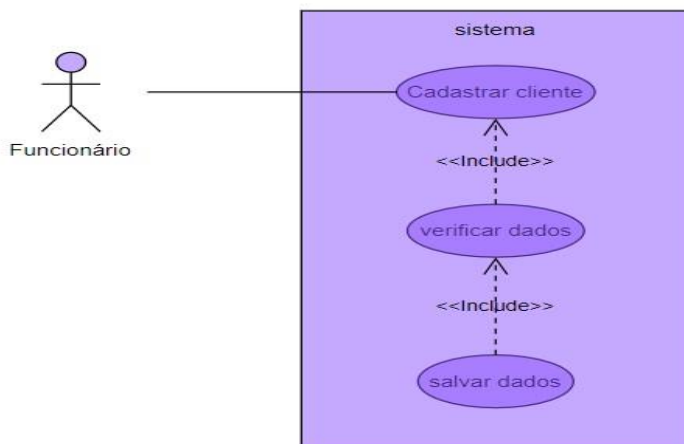 sistema
Cadastrar cliente
Funcionário
<<Include>>
verificar dados
<<Include>>
salvar dados